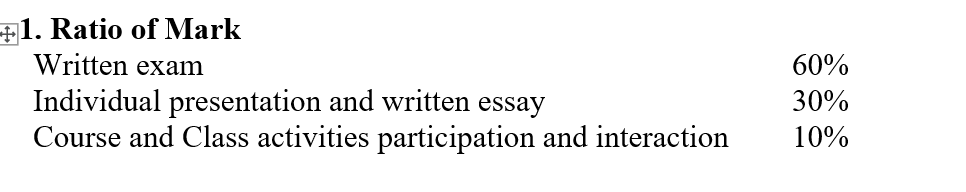 1. Ratio of Mark
Written exam 60%
Individual presentation and written essay 30%
Course and Class activities participation and interaction 10%